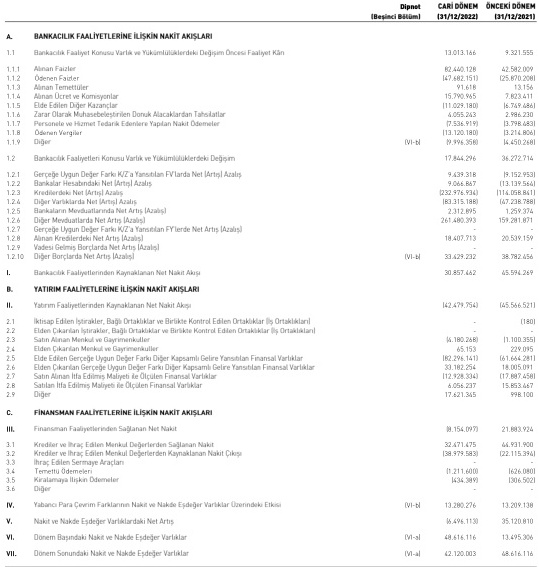 Dipnot CARİ DÖNEM ÖNCEKİ DÖNEM
(Beşinci Bölüm) (31/12/2022) (31/12/2021)
A. BANKACILIK FAALİYETLERİNE İLİŞKİN NAKİT AKIŞLARI
1.1 Bankacılık Faaliyet Konusu Varlık ve Yükümlülüklerdeki Değişim Öncesi Faaliyet Kârı 13.013.166 9.321.555
1.1.1 Alınan Faizler 82.440.128 42.582.009
1.1.2 Ödenen Faizler (47.682.151) (25.870.208)
1.1.3 Alınan Temettüler 91.618 13.156
1.1.4 Alınan Ücret ve Komisyonlar 15.790.965 7.823.411
1.1.5 Elde Edilen Diğer Kazançlar (11.029.180) (6.749.486)
1.1.6 Zarar Olarak Muhasebeleştirilen Donuk Alacaklardan Tahsilatlar 4.055.243 2.986.230
1.1.7 Personele ve Hizmet Tedarik Edenlere Yapılan Nakit Ödemeler (7.536.919) (3.798.483)
1.1.8 Ödenen Vergiler (13.120.180) (3.214.806)
1.1.9 Diğer (VI-b) (9.996.358) (4.450.268)
1.2 Bankacılık Faaliyetleri Konusu Varlık ve Yükümlülüklerdeki Değişim 17.844.296 36.272.714
1.2.1 Gerçeğe Uygun Değer Farkı K/Z'a Yansıtılan FV'larda Net (Artış) Azalış 9.439.318 (9.152.953)
1.2.2 Bankalar Hesabındaki Net (Artış) Azalış 9.066.867 (13.139.564)
1.2.3 Kredilerdeki Net (Artış) Azalış (232.976.934) (114.058.841)
1.2.4 Diğer Varlıklarda Net (Artış) Azalış (83.315.188) (47.238.788)
1.2.5 Bankaların Mevduatlarında Net Artış (Azalış) 2.312.895 1.259.374
1.2.6 Diğer Mevduatlarda Net Artış (Azalış) 261.480.393 159.281.871
1.2.7 Gerçeğe Uygun Değer Farkı K/Z'a Yansıtılan FY'lerde Net Artış (Azalış) - -
1.2.8 Alınan Kredilerdeki Net Artış (Azalış) 18.407.713 20.539.159
1.2.9 Vadesi Gelmiş Borçlarda Net Artış (Azalış) - -
1.2.10 Diğer Borçlarda Net Artış (Azalış) (VI-b) 33.429.232 38.782.456
I. Bankacılık Faaliyetlerinden Kaynaklanan Net Nakit Akışı 30.857.462 45.594.269
B. YATIRIM FAALİYETLERİNE İLİŞKİN NAKİT AKIŞLARI
II. Yatırım Faaliyetlerinden Kaynaklanan Net Nakit Akışı (42.479.754) (45.566.521)
2.1 İktisap Edilen İştirakler, Bağlı Ortaklıklar ve Birlikte Kontrol Edilen Ortaklıklar (İş Ortaklıkları) - (180)
2.2 Elden Çıkarılan İştirakler, Bağlı Ortaklıklar ve Birlikte Kontrol Edilen Ortaklıklar (İş Ortaklıkları) - -
2.3 Satın Alınan Menkul ve Gayrimenkuller (4.180.268) (1.100.355)
2.4 Elden Çıkarılan Menkul ve Gayrimenkuller 65.153 229.095
2.5 Elde Edilen Gerçeğe Uygun Değer Farkı Diğer Kapsamlı Gelire Yansıtılan Finansal Varlıklar (82.296.141) (61.664.281)
2.6 Elden Çıkarılan Gerçeğe Uygun Değer Farkı Diğer Kapsamlı Gelire Yansıtılan Finansal Varlıklar 33.182.254 18.005.091
2.7 Satın Alınan İtfa Edilmiş Maliyeti ile Ölçülen Finansal Varlıklar (12.928.334) (17.887.458)
2.8 Satılan İtfa Edilmiş Maliyeti ile Ölçülen Finansal Varlıklar 6.056.237 15.853.467
2.9 Diğer 17.621.345 998.100
C. FİNANSMAN FAALİYETLERİNE İLİŞKİN NAKİT AKIŞLARI
III. Finansman Faaliyetlerinden Sağlanan Net Nakit (8.154.097) 21.883.924
3.1 Krediler ve İhraç Edilen Menkul Değerlerden Sağlanan Nakit 32.471.475 44.931.900
3.2 Krediler ve İhraç Edilen Menkul Değerlerden Kaynaklanan Nakit Çıkışı (38.979.583) (22.115.394)
3.3 İhraç Edilen Sermaye Araçları - -
3.4 Temettü Ödemeleri (1.211.600) (626.080)
3.5 Kiralamaya İlişkin Ödemeler (434.389) (306.502)
3.6 Diğer - -
IV. Yabancı Para Çevrim Farklarının Nakit ve Nakde Eşdeğer Varlıklar Üzerindeki Etkisi (VI-b) 13.280.276 13.209.138
V. Nakit ve Nakde Eşdeğer Varlıklardaki Net Artış (6.496.113) 35.120.810
VI. Dönem Başındaki Nakit ve Nakde Eşdeğer Varlıklar (VI-a) 48.616.116 13.495.306
VII. Dönem Sonundaki Nakit ve Nakde Eşdeğer Varlıklar (VI-a) 42.120.003 48.616.116